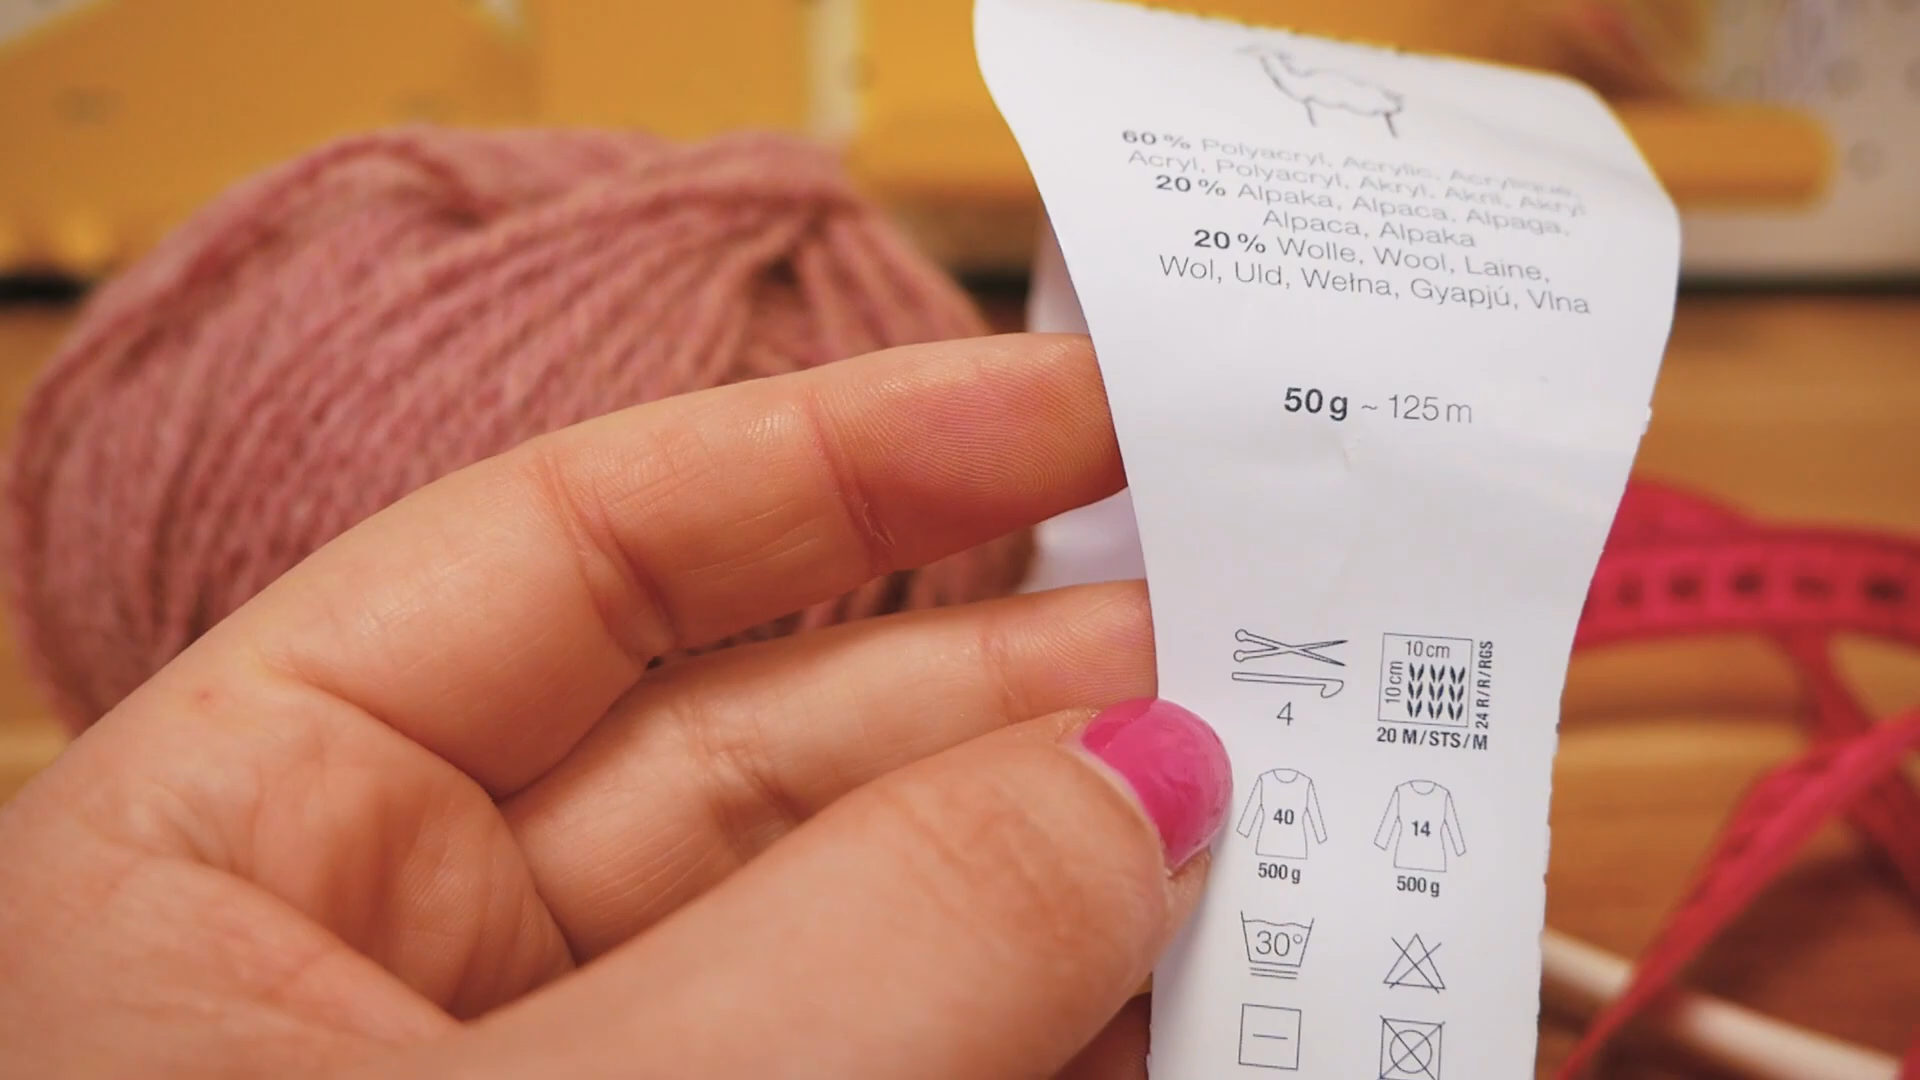 60% Polyacryl, Acrylic, Acrylique,
Acryl, Polyacryl, Akryl, Akril, Akryl
20% Alpaka, Alpaca, Alpaga,
Alpaca, Alpaka
20% Wolle, Wool, Laine,
Wol, Uld, Wełna, Gyapjú, Vlna
50g ~ 125m
4
10cm
10cm
24 R/R/RGS
20 M/STS/M
40
500g
14
500g
30°